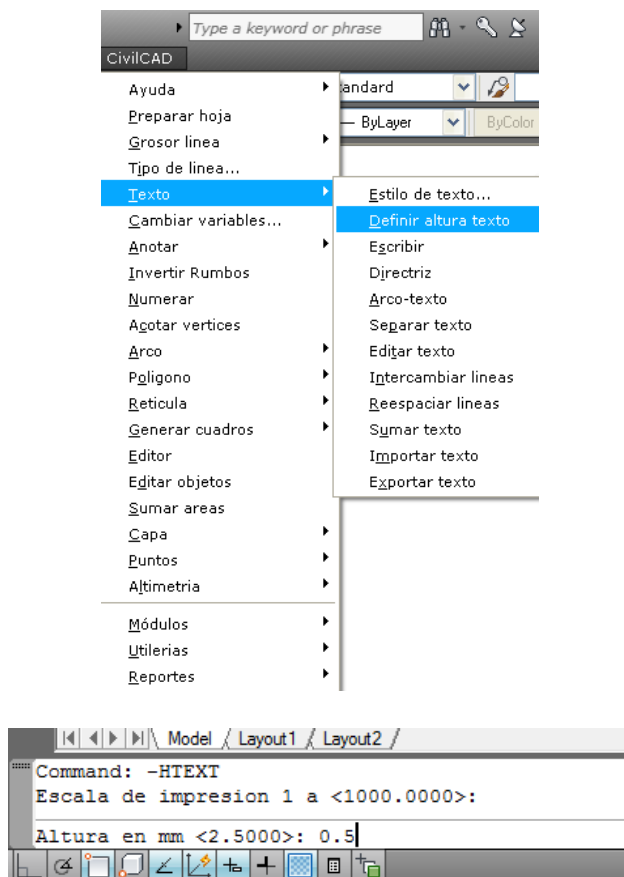 Type a keyword or phrase
CivilCAD
Ayuda
Preparar hoja
Grosor linea
Tipo de linea...
Texto
Cambiar variables...
Anotar
Invertir Rumbos
Numerar
Acotar vertices
Arco
Poligono
Reticula
Generar cuadros
Editor
Editar objetos
Sumar areas
Capa
Puntos
Altimetria
Módulos
Utilerias
Reportes
andard
ByLayer
ByColor
Estilo de texto...
Definir altura texto
Escribir
Directriz
Arco-texto
Separar texto
Editar texto
Intercambiar lineas
Reespaciar lineas
Sumar texto
Importar texto
Exportar texto
Model / Layout1 / Layout2 /
Command: -HTEXT
Escala de impresion 1 a <1000.0000>:
Altura en mm <2.5000>: 0.5